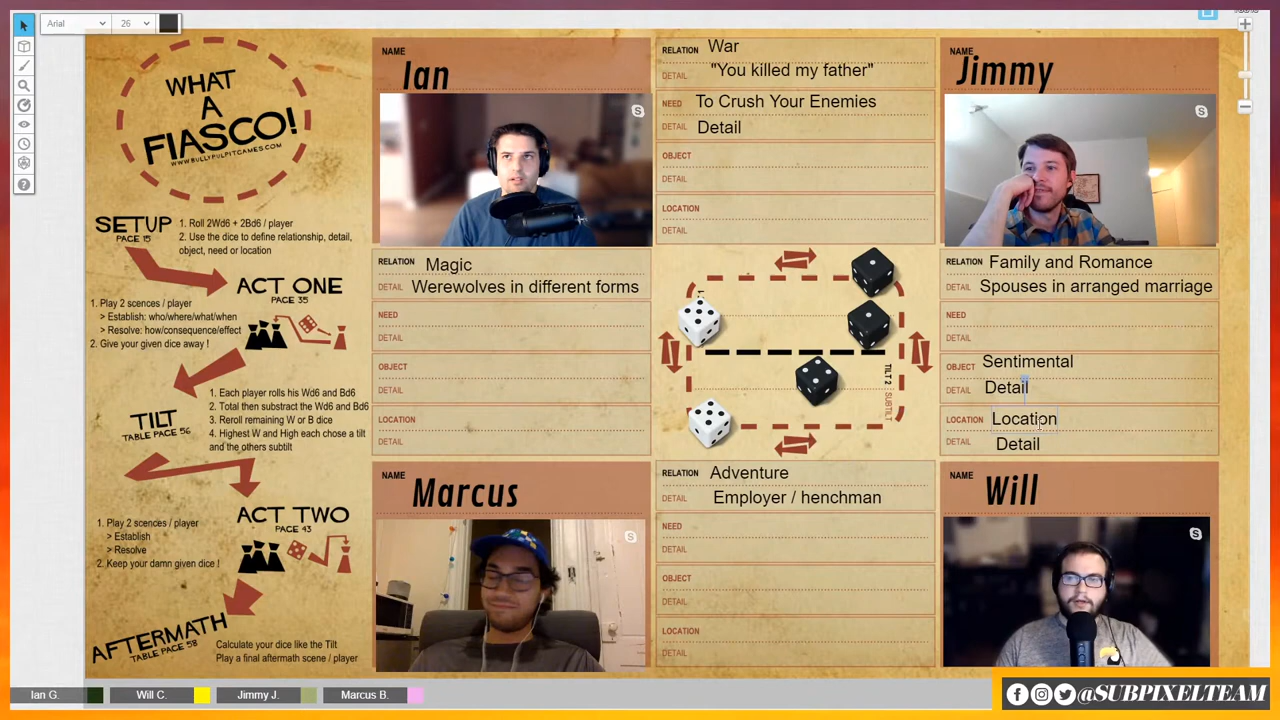 Arial
26
WHAT
A
FIASCO!
WWW.BULLYPULPITGAMES.COM
SETUP
PAGE 15
1. Roll 2Wd6 + 2Bd6 / player
2. Use the dice to define relationship, detail,
object, need or location
ACT ONE
PAGE 35
1. Play 2 scences / player
> Establish: who/where/what/when
> Resolve: how/consequence/effect
2. Give your given dice away !
TILT
TABLE PAGE 56
1. Each player rolls his Wd6 and Bd6
2. Total then substract the Wd6 and Bd6
3. Reroll remaining W or B dice
4. Highest W and High each chose a tilt
and the others subtilt
ACT TWO
PAGE 43
1. Play 2 scences / player
> Establish
> Resolve
2. Keep your damn given dice !
AFTERMATH
TABLE PAGE 58
Calculate your dice like the Tilt
Play a final aftermath scene / player
NAME
Ian
RELATION War
DETAIL "You killed my father"
NEED To Crush Your Enemies
DETAIL Detail
OBJECT
DETAIL
LOCATION
DETAIL
NAME
Jimmy
RELATION Magic
DETAIL Werewolves in different forms
NEED
DETAIL
OBJECT
DETAIL
LOCATION
DETAIL
TILT 2 SUBTILT
RELATION Family and Romance
DETAIL Spouses in arranged marriage
NEED
DETAIL
OBJECT Sentimental
DETAIL Detail
LOCATION Location
DETAIL Detail
NAME
Marcus
RELATION Adventure
DETAIL Employer / henchman
NEED
DETAIL
OBJECT
DETAIL
LOCATION
DETAIL
NAME
Will
Ian G.
Will C.
Jimmy J.
Marcus B.
@SUBPIXELTEAM